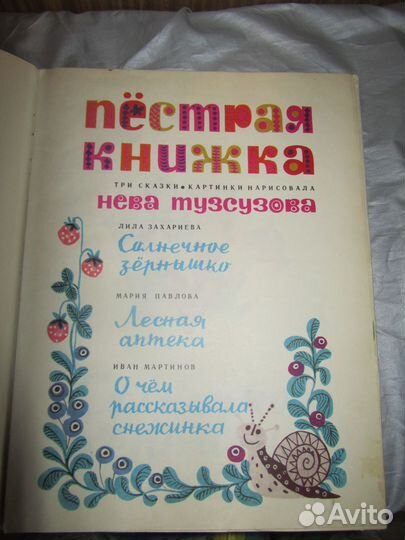 пёстрая
книжка
ТРИ СКАЗКИ • КАРТИНКИ НАРИСОВАЛА
нева тузсузова
ЛИЛА ЗАХАРИЕВА
Солнечное
зёрнышко
МАРИЯ ПАВЛОВА
Лесная
аптека
ИВАН МАРТИНОВ
О чём
рассказывала
снежинка
Avito